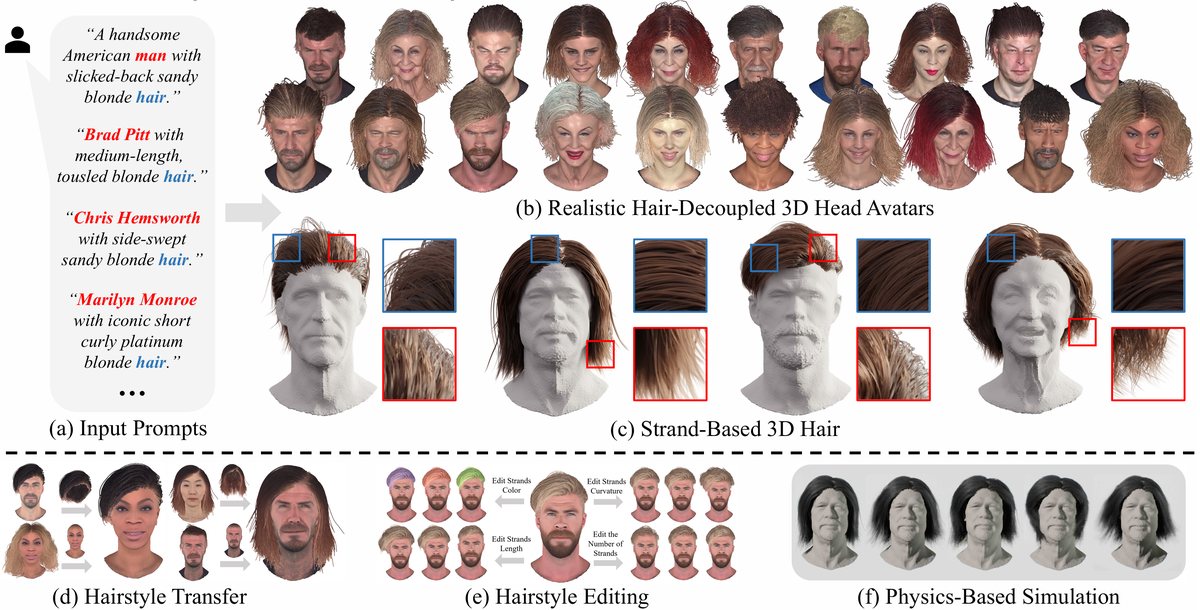 “A handsome
American man with
slicked-back sandy
blonde hair.”
“Brad Pitt with
medium-length,
tousled blonde hair.”
“Chris Hemsworth
with side-swept
sandy blonde hair.”
“Marilyn Monroe
with iconic short
curly platinum
blonde hair.”
...
(a) Input Prompts
(b) Realistic Hair-Decoupled 3D Head Avatars
(c) Strand-Based 3D Hair
(d) Hairstyle Transfer
Edit Strands
Color
Edit Strands
Curvature
Edit Strands
Length
Edit the
Number of
Strands
(e) Hairstyle Editing
(f) Physics-Based Simulation